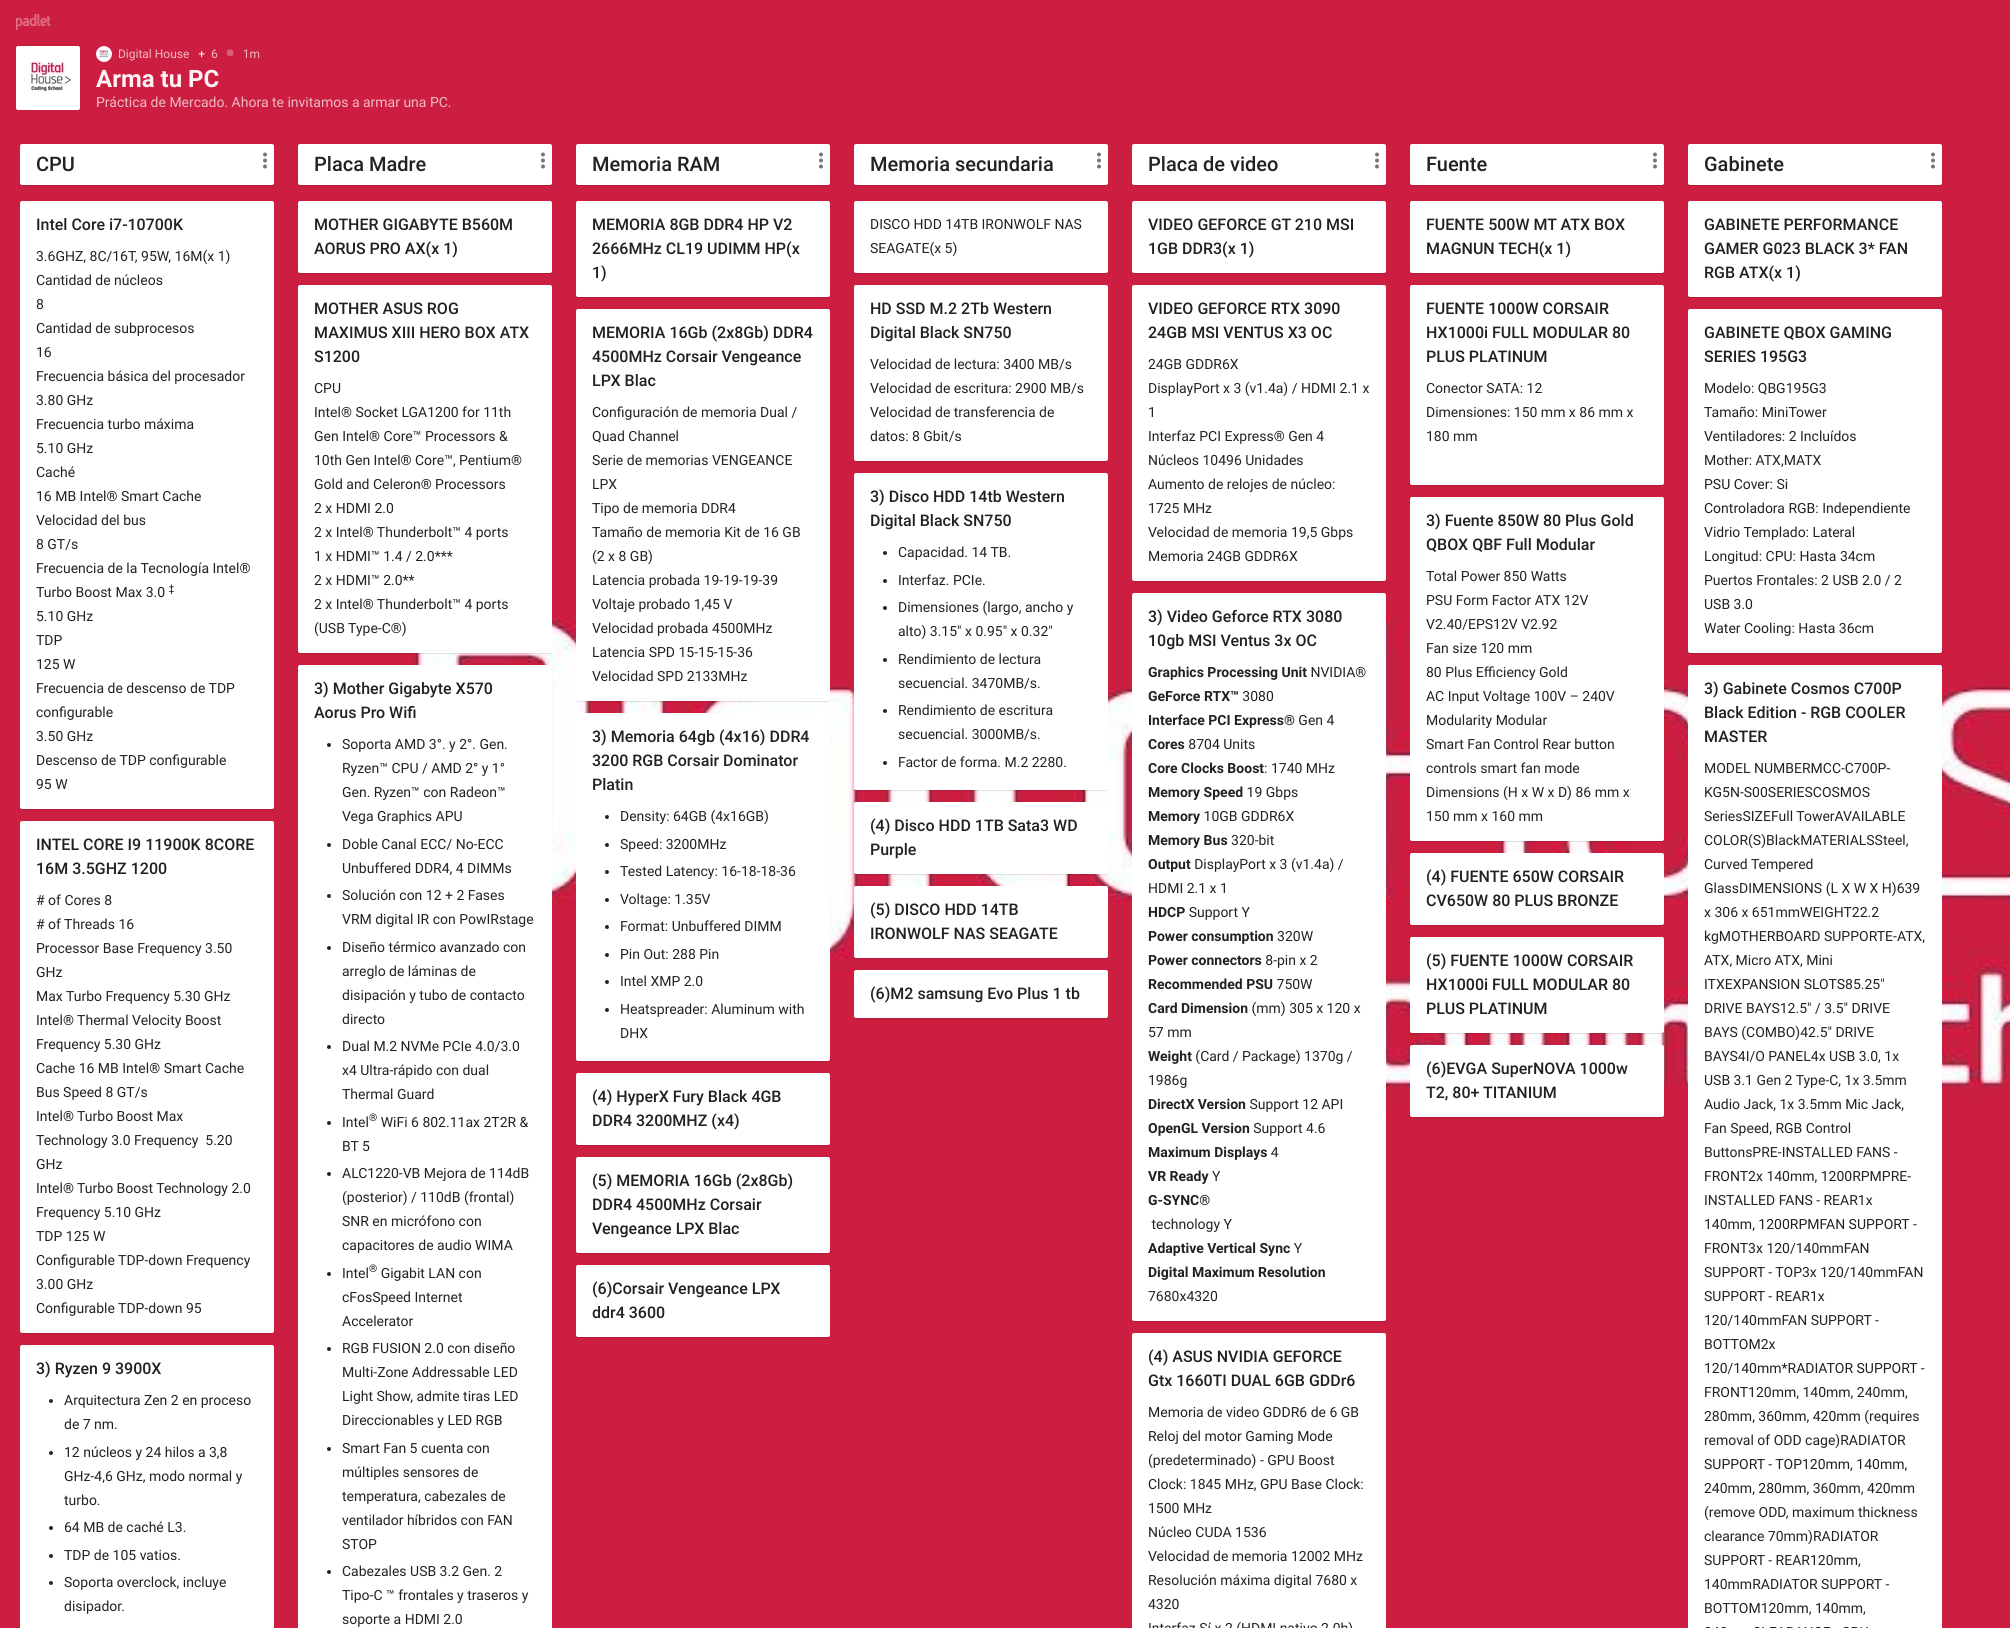 padlet
Digital
House>
Coding School
Digital House + 6 1m
Arma tu PC
Práctica de Mercado. Ahora te invitamos a armar una PC.
CPU
Intel Core i7-10700K
3.6GHZ, 8C/16T, 95W, 16M(x 1)
Cantidad de núcleos
8
Cantidad de subprocesos
16
Frecuencia básica del procesador
3.80 GHz
Frecuencia turbo máxima
5.10 GHz
Caché
16 MB Intel® Smart Cache
Velocidad del bus
8 GT/s
Frecuencia de la Tecnología Intel®
Turbo Boost Max 3.0 ‡
5.10 GHz
TDP
125 W
Frecuencia de descenso de TDP
configurable
3.50 GHz
Descenso de TDP configurable
95 W
INTEL CORE I9 11900K 8CORE
16M 3.5GHZ 1200
# of Cores 8
# of Threads 16
Processor Base Frequency 3.50
GHz
Max Turbo Frequency 5.30 GHz
Intel® Thermal Velocity Boost
Frequency 5.30 GHz
Cache 16 MB Intel® Smart Cache
Bus Speed 8 GT/s
Intel® Turbo Boost Max
Technology 3.0 Frequency 5.20
GHz
Intel® Turbo Boost Technology 2.0
Frequency 5.10 GHz
TDP 125 W
Configurable TDP-down Frequency
3.00 GHz
Configurable TDP-down 95
3) Ryzen 9 3900X
• Arquitectura Zen 2 en proceso
de 7 nm.
• 12 núcleos y 24 hilos a 3,8
GHz-4,6 GHz, modo normal y
turbo.
• 64 MB de caché L3.
• TDP de 105 vatios.
• Soporta overclock, incluye
disipador.
Placa Madre
MOTHER GIGABYTE B560M
AORUS PRO AX(x 1)
MOTHER ASUS ROG
MAXIMUS XIII HERO BOX ATX
S1200
CPU
Intel® Socket LGA1200 for 11th
Gen Intel® Core™ Processors &
10th Gen Intel® Core™, Pentium®
Gold and Celeron® Processors
2 x HDMI 2.0
2 x Intel® Thunderbolt™ 4 ports
1 x HDMI™ 1.4 / 2.0***
2 x HDMI™ 2.0**
2 x Intel® Thunderbolt™ 4 ports
(USB Type-C®)
3) Mother Gigabyte X570
Aorus Pro Wifi
• Soporta AMD 3°. y 2°. Gen.
Ryzen™ CPU / AMD 2° y 1°
Gen. Ryzen™ con Radeon™
Vega Graphics APU
• Doble Canal ECC/ No-ECC
Unbuffered DDR4, 4 DIMMs
• Solución con 12 + 2 Fases
VRM digital IR con PowIRstage
• Diseño térmico avanzado con
arreglo de láminas de
disipación y tubo de contacto
directo
• Dual M.2 NVMe PCIe 4.0/3.0
x4 Ultra-rápido con dual
Thermal Guard
• Intel® WiFi 6 802.11ax 2T2R &
BT 5
• ALC1220-VB Mejora de 114dB
(posterior) / 110dB (frontal)
SNR en micrófono con
capacitores de audio WIMA
• Intel® Gigabit LAN con
cFosSpeed Internet
Accelerator
• RGB FUSION 2.0 con diseño
Multi-Zone Addressable LED
Light Show, admite tiras LED
Direccionables y LED RGB
• Smart Fan 5 cuenta con
múltiples sensores de
temperatura, cabezales de
ventilador híbridos con FAN
STOP
• Cabezales USB 3.2 Gen. 2
Tipo-C ™ frontales y traseros y
soporte a HDMI 2.0
Memoria RAM
MEMORIA 8GB DDR4 HP V2
2666MHz CL19 UDIMM HP(x
1)
MEMORIA 16Gb (2x8Gb) DDR4
4500MHz Corsair Vengeance
LPX Blac
Configuración de memoria Dual /
Quad Channel
Serie de memorias VENGEANCE
LPX
Tipo de memoria DDR4
Tamaño de memoria Kit de 16 GB
(2 x 8 GB)
Latencia probada 19-19-19-39
Voltaje probado 1,45 V
Velocidad probada 4500MHz
Latencia SPD 15-15-15-36
Velocidad SPD 2133MHz
3) Memoria 64gb (4x16) DDR4
3200 RGB Corsair Dominator
Platin
• Density: 64GB (4x16GB)
• Speed: 3200MHz
• Tested Latency: 16-18-18-36
• Voltage: 1.35V
• Format: Unbuffered DIMM
• Pin Out: 288 Pin
• Intel XMP 2.0
• Heatspreader: Aluminum with
DHX
(4) HyperX Fury Black 4GB
DDR4 3200MHZ (x4)
(5) MEMORIA 16Gb (2x8Gb)
DDR4 4500MHz Corsair
Vengeance LPX Blac
(6)Corsair Vengeance LPX
ddr4 3600
Memoria secundaria
DISCO HDD 14TB IRONWOLF NAS
SEAGATE(x 5)
HD SSD M.2 2Tb Western
Digital Black SN750
Velocidad de lectura: 3400 MB/s
Velocidad de escritura: 2900 MB/s
Velocidad de transferencia de
datos: 8 Gbit/s
3) Disco HDD 14tb Western
Digital Black SN750
• Capacidad. 14 TB.
• Interfaz. PCIe.
• Dimensiones (largo, ancho y
alto) 3.15" x 0.95" x 0.32"
• Rendimiento de lectura
secuencial. 3470MB/s.
• Rendimiento de escritura
secuencial. 3000MB/s.
• Factor de forma. M.2 2280.
(4) Disco HDD 1TB Sata3 WD
Purple
(5) DISCO HDD 14TB
IRONWOLF NAS SEAGATE
(6)M2 samsung Evo Plus 1 tb
Placa de video
VIDEO GEFORCE GT 210 MSI
1GB DDR3(x 1)
VIDEO GEFORCE RTX 3090
24GB MSI VENTUS X3 OC
24GB GDDR6X
DisplayPort x 3 (v1.4a) / HDMI 2.1 x
1
Interfaz PCI Express® Gen 4
Núcleos 10496 Unidades
Aumento de relojes de núcleo:
1725 MHz
Velocidad de memoria 19,5 Gbps
Memoria 24GB GDDR6X
3) Video Geforce RTX 3080
10gb MSI Ventus 3x OC
Graphics Processing Unit NVIDIA®
GeForce RTX™ 3080
Interface PCI Express® Gen 4
Cores 8704 Units
Core Clocks Boost: 1740 MHz
Memory Speed 19 Gbps
Memory 10GB GDDR6X
Memory Bus 320-bit
Output DisplayPort x 3 (v1.4a) /
HDMI 2.1 x 1
HDCP Support Y
Power consumption 320W
Power connectors 8-pin x 2
Recommended PSU 750W
Card Dimension (mm) 305 x 120 x
57 mm
Weight (Card / Package) 1370g /
1986g
DirectX Version Support 12 API
OpenGL Version Support 4.6
Maximum Displays 4
VR Ready Y
G-SYNC®
technology Y
Adaptive Vertical Sync Y
Digital Maximum Resolution
7680x4320
(4) ASUS NVIDIA GEFORCE
Gtx 1660TI DUAL 6GB GDDr6
Memoria de video GDDR6 de 6 GB
Reloj del motor Gaming Mode
(predeterminado) - GPU Boost
Clock: 1845 MHz, GPU Base Clock:
1500 MHz
Núcleo CUDA 1536
Velocidad de memoria 12002 MHz
Resolución máxima digital 7680 x
4320
Interfaz Sí x 2 (HDMI nativo 2.0b)
Fuente
FUENTE 500W MT ATX BOX
MAGNUN TECH(x 1)
FUENTE 1000W CORSAIR
HX1000i FULL MODULAR 80
PLUS PLATINUM
Conector SATA: 12
Dimensiones: 150 mm x 86 mm x
180 mm
3) Fuente 850W 80 Plus Gold
QBOX QBF Full Modular
Total Power 850 Watts
PSU Form Factor ATX 12V
V2.40/EPS12V V2.92
Fan size 120 mm
80 Plus Efficiency Gold
AC Input Voltage 100V – 240V
Modularity Modular
Smart Fan Control Rear button
controls smart fan mode
Dimensions (H x W x D) 86 mm x
150 mm x 160 mm
(4) FUENTE 650W CORSAIR
CV650W 80 PLUS BRONZE
(5) FUENTE 1000W CORSAIR
HX1000i FULL MODULAR 80
PLUS PLATINUM
(6)EVGA SuperNOVA 1000w
T2, 80+ TITANIUM
Gabinete
GABINETE PERFORMANCE
GAMER G023 BLACK 3* FAN
RGB ATX(x 1)
GABINETE QBOX GAMING
SERIES 195G3
Modelo: QBG195G3
Tamaño: MiniTower
Ventiladores: 2 Incluídos
Mother: ATX,MATX
PSU Cover: Si
Controladora RGB: Independiente
Vidrio Templado: Lateral
Longitud: CPU: Hasta 34cm
Puertos Frontales: 2 USB 2.0 / 2
USB 3.0
Water Cooling: Hasta 36cm
3) Gabinete Cosmos C700P
Black Edition - RGB COOLER
MASTER
MODEL NUMBERMCC-C700P-
KG5N-S00SERIESCOSMOS
SeriesSIZEFull TowerAVAILABLE
COLOR(S)BlackMATERIALSSteel,
Curved Tempered
GlassDIMENSIONS (L X W X H)639
x 306 x 651mmWEIGHT22.2
kgMOTHERBOARD SUPPORTE-ATX,
ATX, Micro ATX, Mini
ITXEXPANSION SLOTS85.25"
DRIVE BAYS12.5" / 3.5" DRIVE
BAYS (COMBO)42.5" DRIVE
BAYS4I/O PANEL4x USB 3.0, 1x
USB 3.1 Gen 2 Type-C, 1x 3.5mm
Audio Jack, 1x 3.5mm Mic Jack,
Fan Speed, RGB Control
ButtonsPRE-INSTALLED FANS -
FRONT2x 140mm, 1200RPMPRE-
INSTALLED FANS - REAR1x
140mm, 1200RPMFAN SUPPORT -
FRONT3x 120/140mmFAN
SUPPORT - TOP3x 120/140mmFAN
SUPPORT - REAR1x
120/140mmFAN SUPPORT -
BOTTOM2x
120/140mm*RADIATOR SUPPORT -
FRONT120mm, 140mm, 240mm,
280mm, 360mm, 420mm (requires
removal of ODD cage)RADIATOR
SUPPORT - TOP120mm, 140mm,
240mm, 280mm, 360mm, 420mm
(remove ODD, maximum thickness
clearance 70mm)RADIATOR
SUPPORT - REAR120mm,
140mmRADIATOR SUPPORT -
BOTTOM120mm, 140mm,